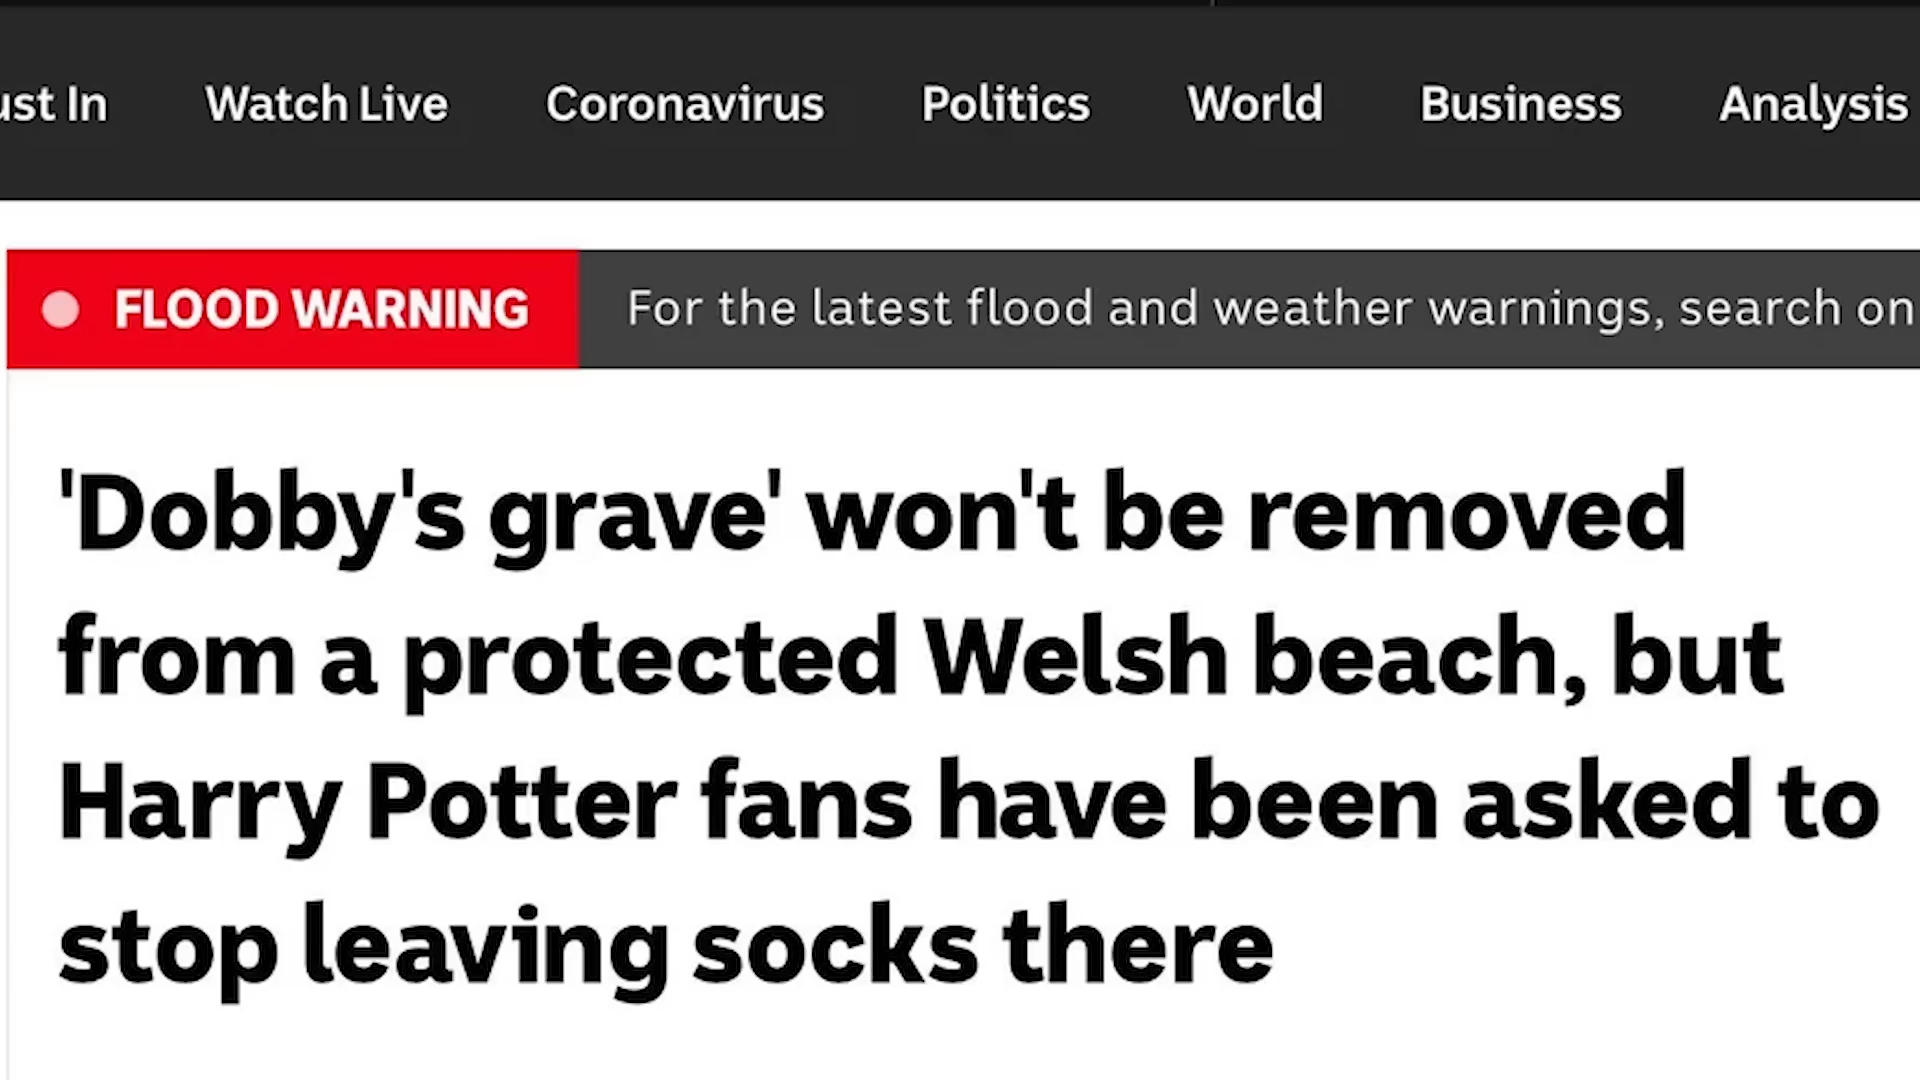 ust In Watch Live Coronavirus Politics World Business Analysis
FLOOD WARNING For the latest flood and weather warnings, search on
'Dobby's grave' won't be removed
from a protected Welsh beach, but
Harry Potter fans have been asked to
stop leaving socks there